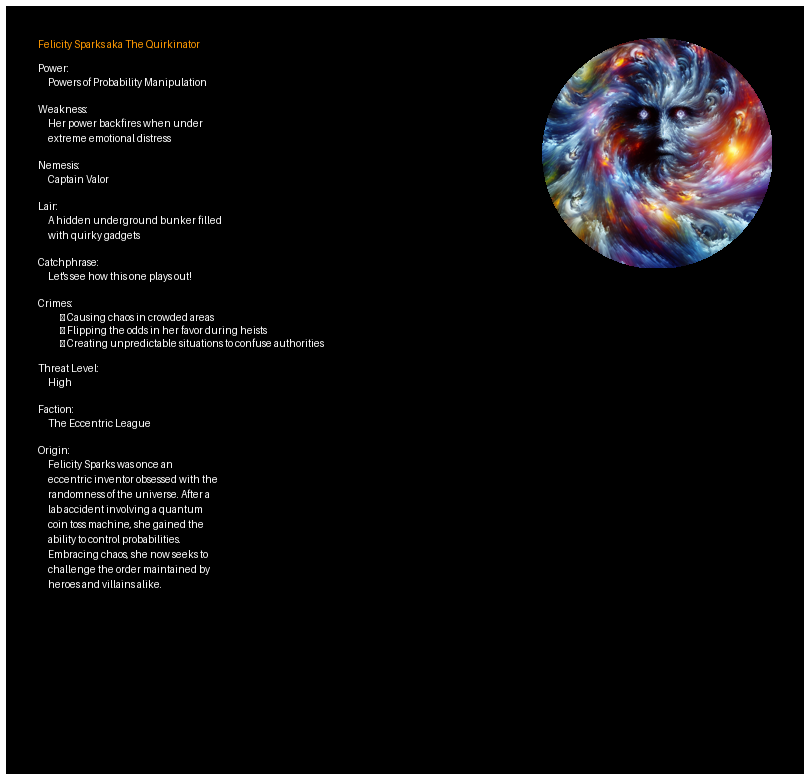 Felicity Sparks aka The Quirkinator
Power:
Powers of Probability Manipulation
Weakness:
Her power backfires when under
extreme emotional distress
Nemesis:
Captain Valor
Lair:
A hidden underground bunker filled
with quirky gadgets
Catchphrase:
Let's see how this one plays out!
Crimes:
Causing chaos in crowded areas
Flipping the odds in her favor during heists
Creating unpredictable situations to confuse authorities
Threat Level:
High
Faction:
The Eccentric League
Origin:
Felicity Sparks was once an
eccentric inventor obsessed with the
randomness of the universe. After a
lab accident involving a quantum
coin toss machine, she gained the
ability to control probabilities.
Embracing chaos, she now seeks to
challenge the order maintained by
heroes and villains alike.